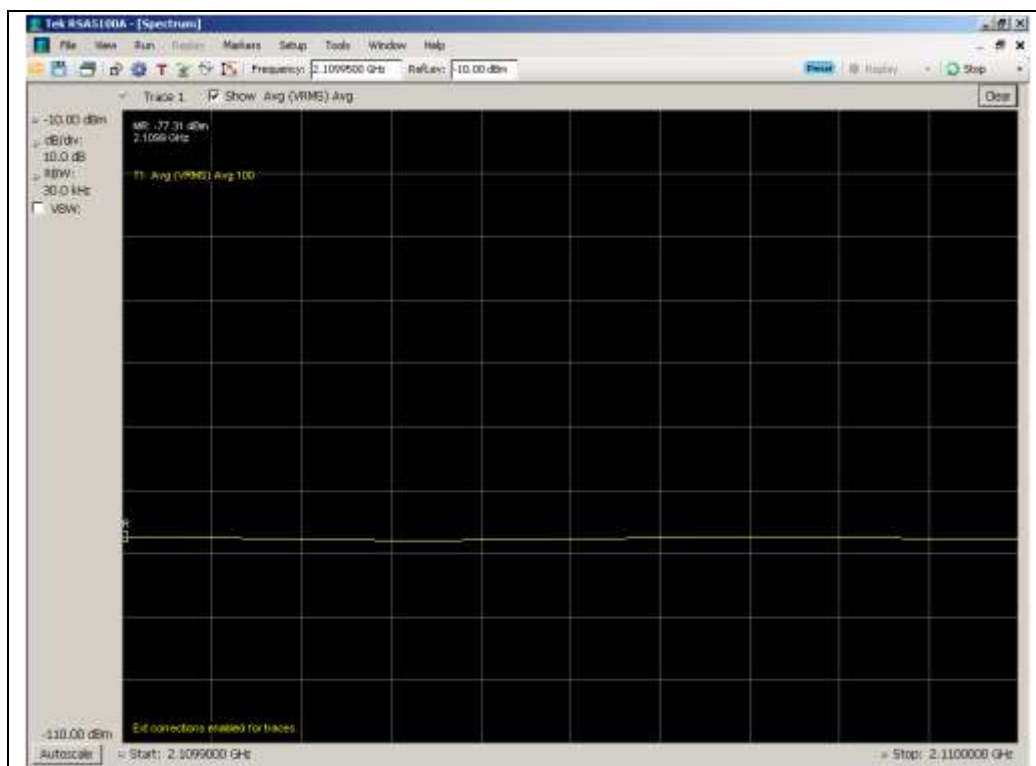 Tek RSA5100A - [Spectrum]
File View Run Replay Markers Setup Tools Window Help
Frequency: 2.1099500 GHz RefLev: -10.00 dBm Preset Replay Stop
Trace 1 Show Avg (VRMS) Avg Clear
-10.00 dBm
dB/div:
10.0 dB
RBW:
30.0 kHz
VBW:
MR: -77.31 dBm
2.1099 GHz
T1: Avg (VRMS) Avg:100
R
Ext corrections enabled for traces
-110.00 dBm
Autoscale Start: 2.1099000 GHz Stop: 2.1100000 GHz